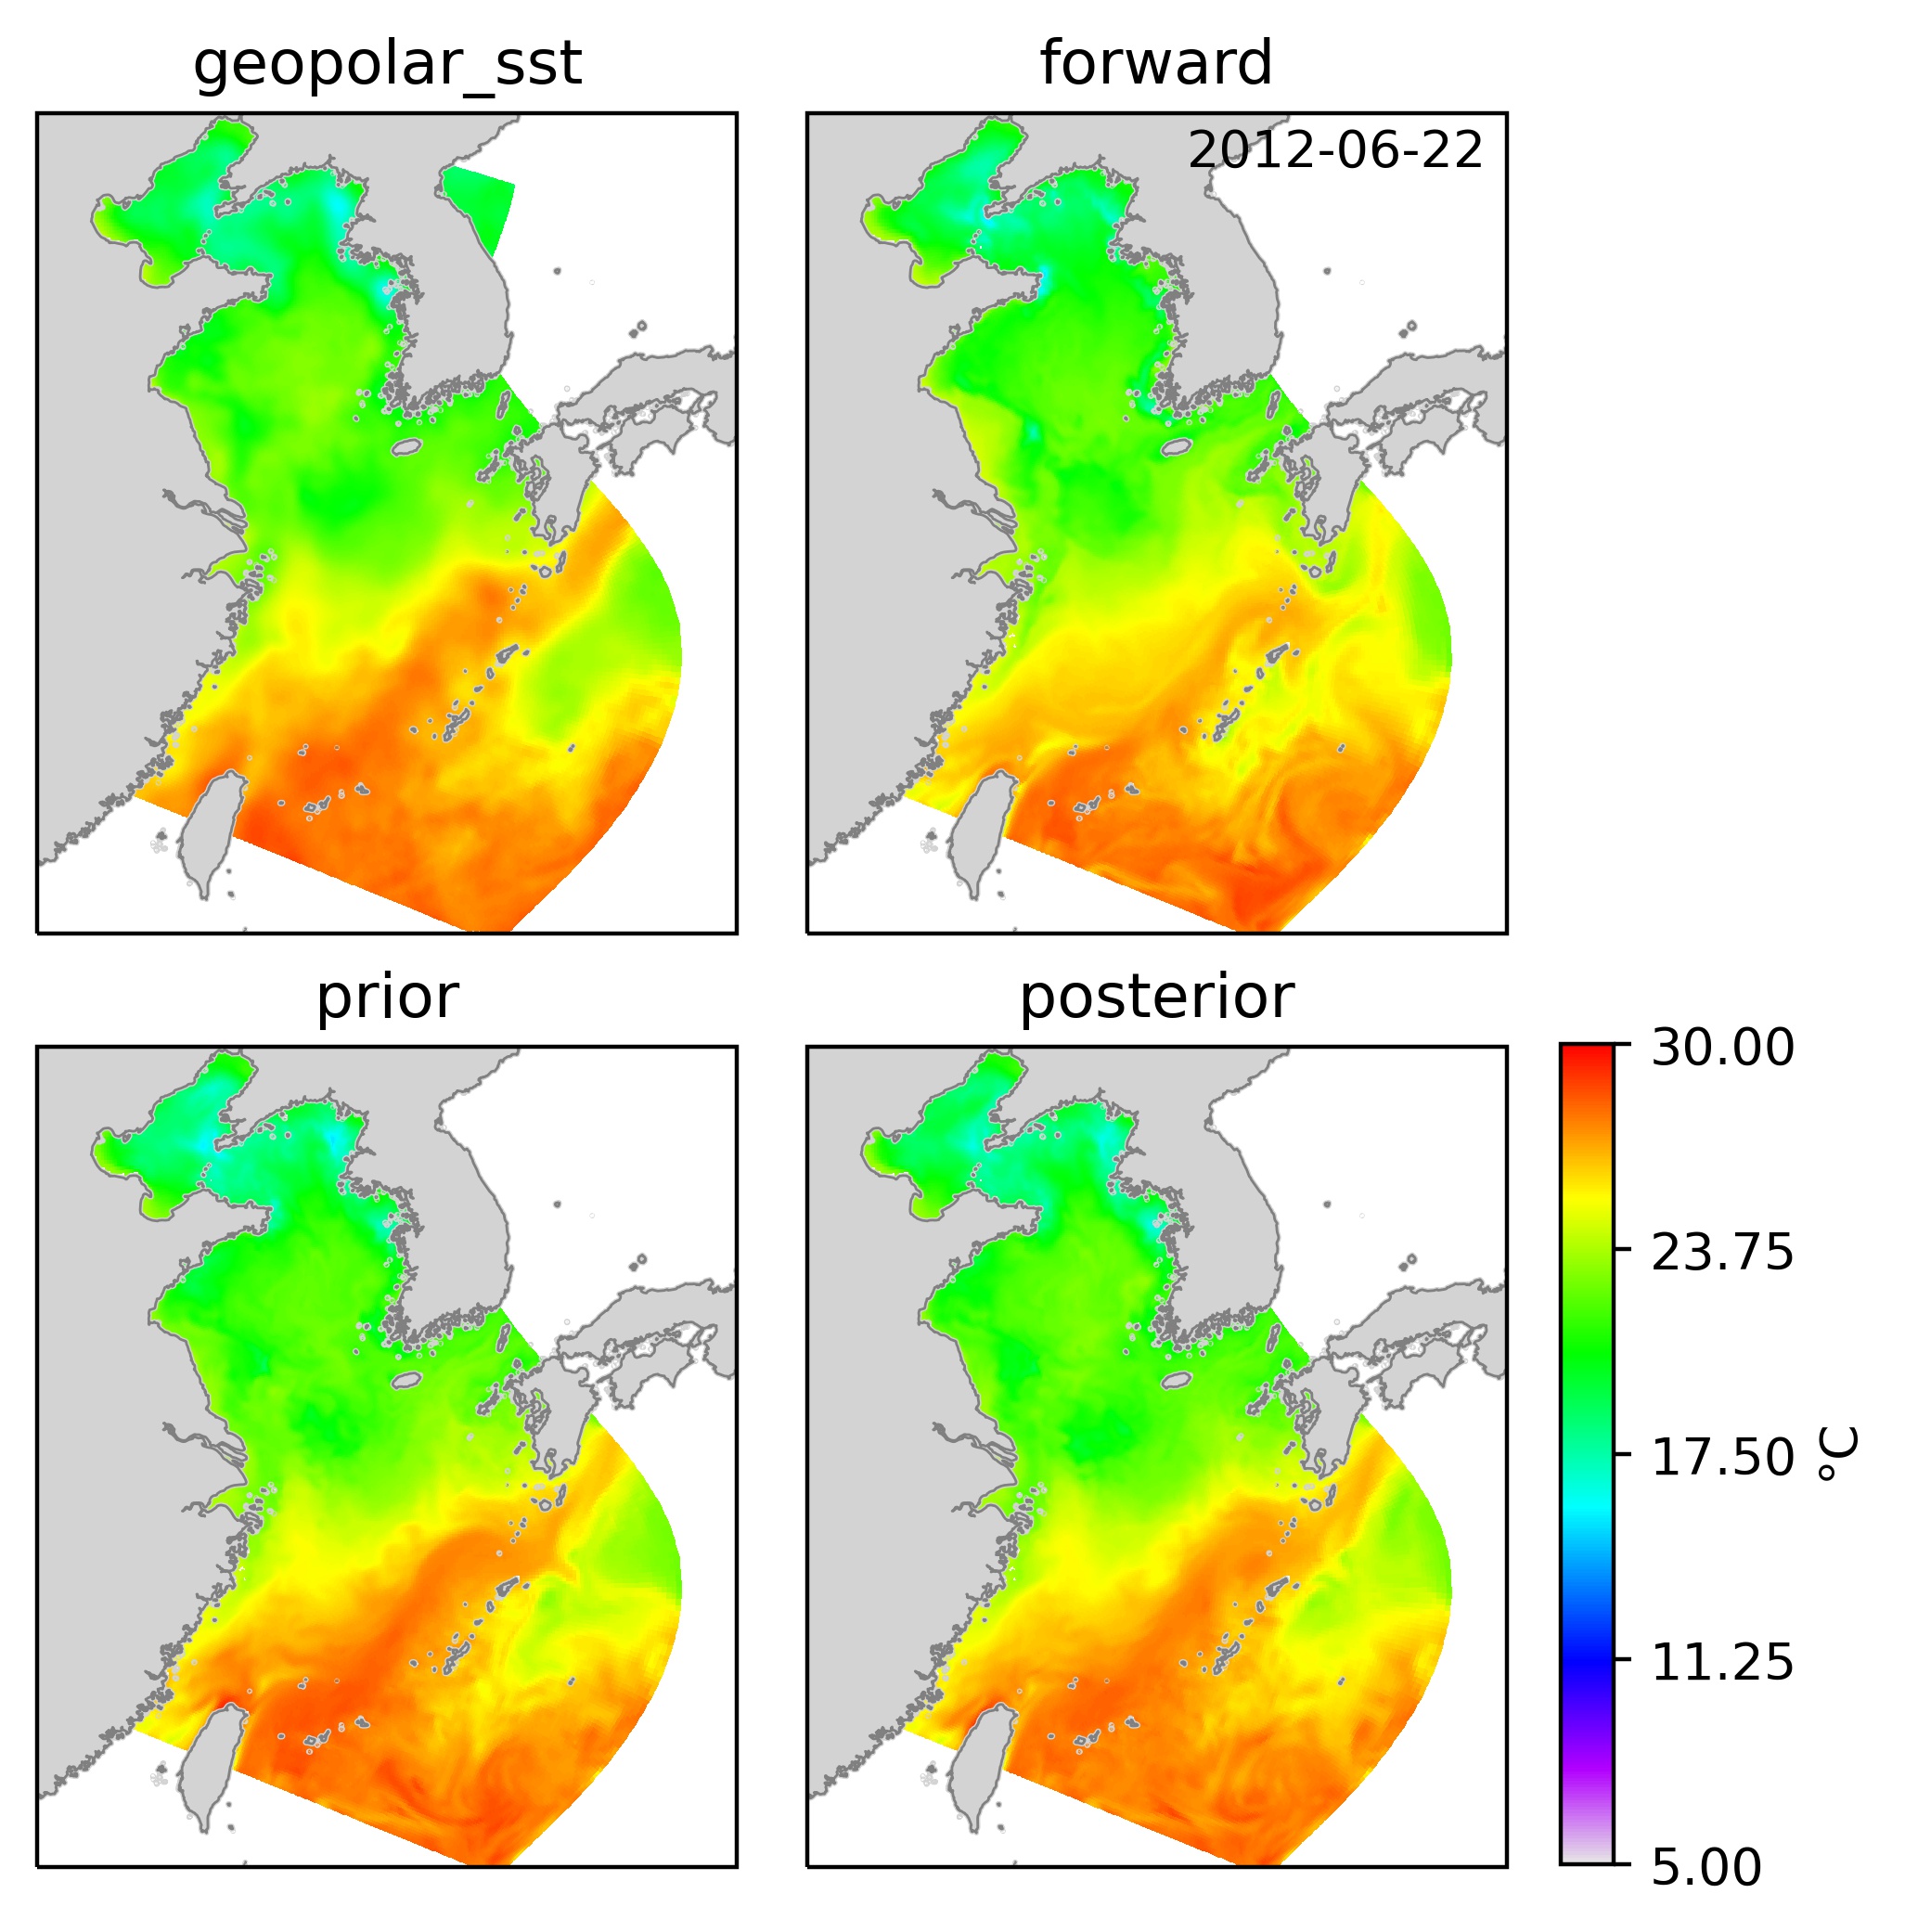 geopolar_sst
forward
2012-06-22
prior
posterior
30.00
23.75
17.50
11.25
5.00
°C